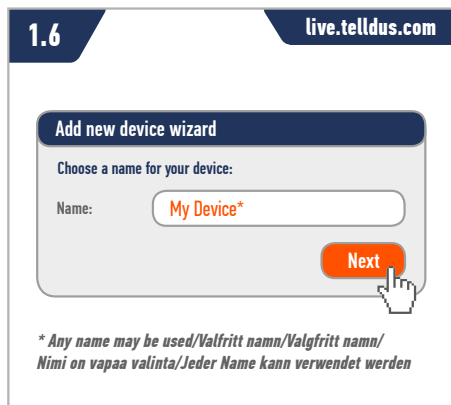 1.6
live.telldus.com
Add new device wizard
Choose a name for your device:
Name:
My Device*
Next
* Any name may be used/Valfritt namn/Valgfritt namn/
Nimi on vapaa valinta/Jeder Name kann verwendet werden